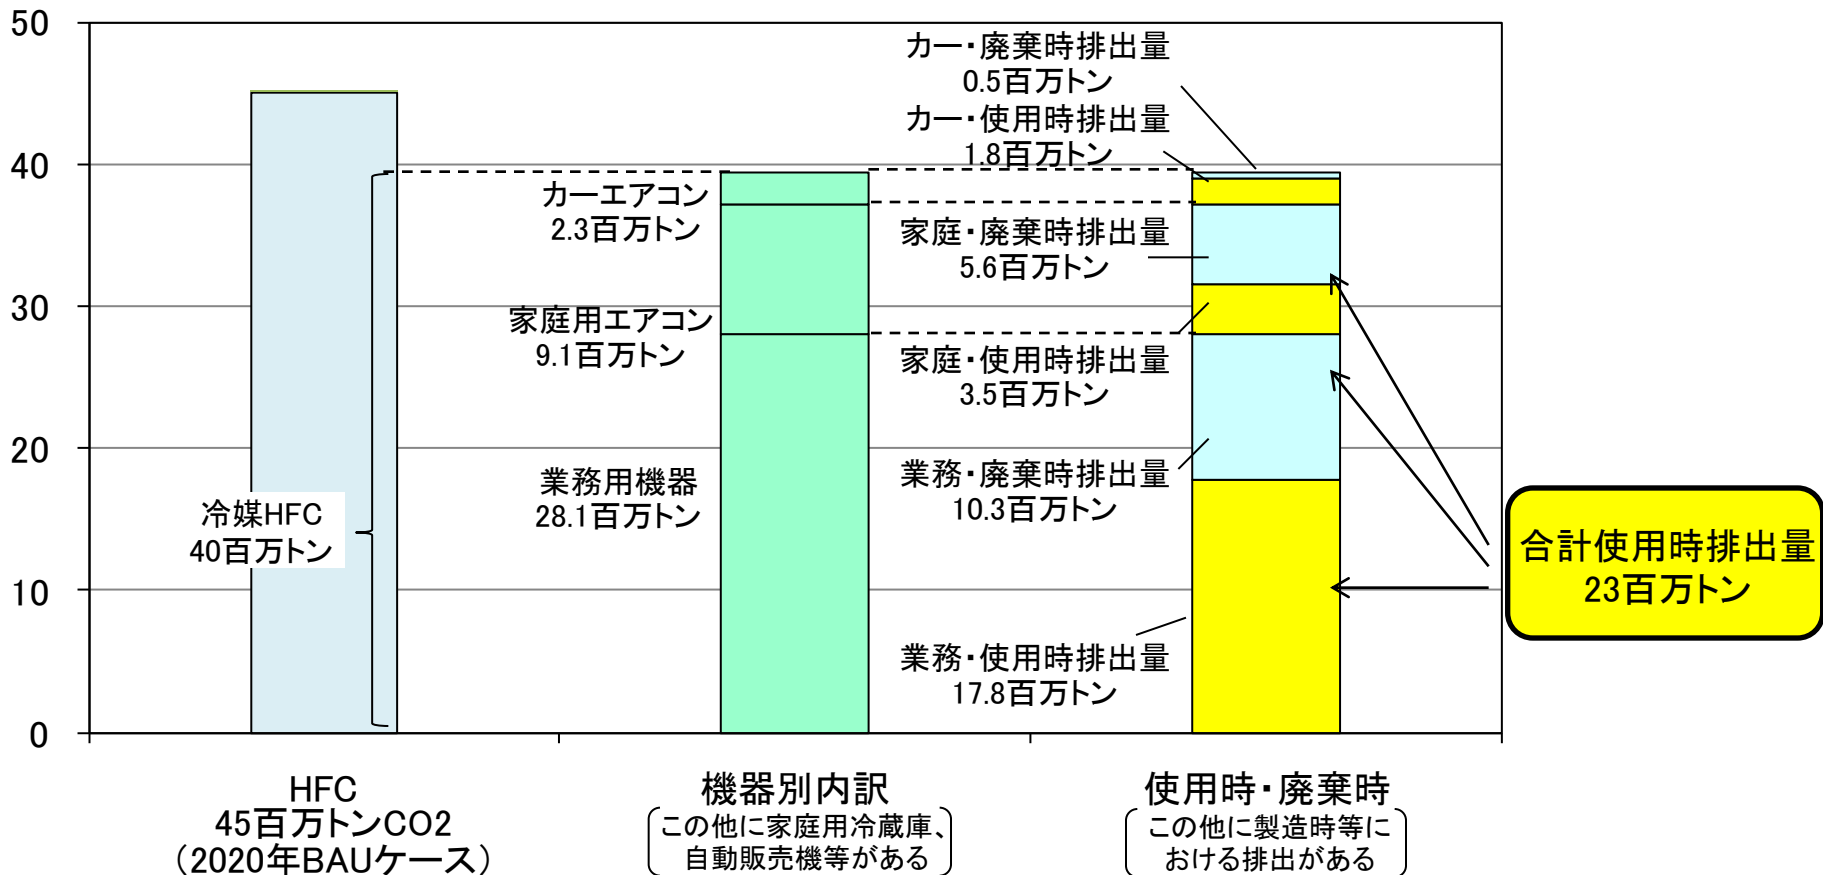 50
40
30
20
10
0
冷媒HFC
40百万トン
カーエアコン
2.3百万トン
家庭用エアコン
9.1百万トン
業務用機器
28.1百万トン
カー・廃棄時排出量
0.5百万トン
カー・使用時排出量
1.8百万トン
家庭・廃棄時排出量
5.6百万トン
家庭・使用時排出量
3.5百万トン
業務・廃棄時排出量
10.3百万トン
業務・使用時排出量
17.8百万トン
合計使用時排出量
23百万トン
HFC
45百万トンCO2
（2020年BAUケース）
機器別内訳
この他に家庭用冷蔵庫、
自動販売機等がある
使用時・廃棄時
この他に製造時等に
おける排出がある